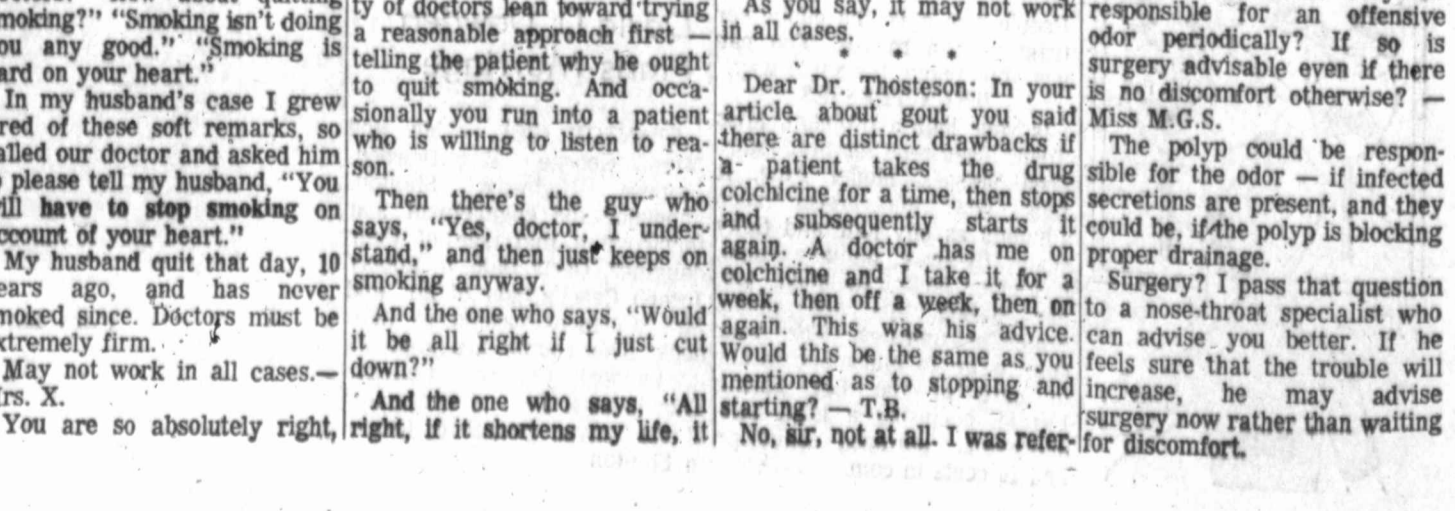 moking?" "Smoking isn't doing
ou any good." "Smoking is
ard on your heart."
In my husband's case I grew
red of these soft remarks, so
alled our doctor and asked him
please tell my husband, "You
ill have to stop smoking on
ccount of your heart."
My husband quit that day, 10
ears ago, and has never
moked since. Doctors must be
xtremely firm.
May not work in all cases.—
rs. X.
You are so absolutely right,
ty of doctors lean toward trying
a reasonable approach first —
telling the patient why he ought
to quit smoking. And occa-
sionally you run into a patient
who is willing to listen to rea-
son.
Then there's the guy who
says, "Yes, doctor, I under-
stand," and then just keeps on
smoking anyway.
And the one who says, "Would
it be all right if I just cut
down?"
And the one who says, "All
right, if it shortens my life, it
As you say, it may not work
in all cases.
* * *
Dear Dr. Thosteson: In your
article about gout you said
there are distinct drawbacks if
a patient takes the drug
colchicine for a time, then stops
and subsequently starts it
again. A doctor has me on
colchicine and I take it for a
week, then off a week, then on
again. This was his advice.
Would this be the same as you
mentioned as to stopping and
starting? — T.B.
No, sir, not at all. I was refer-
responsible for an offensive
odor periodically? If so is
surgery advisable even if there
is no discomfort otherwise? —
Miss M.G.S.
The polyp could be respon-
sible for the odor — if infected
secretions are present, and they
could be, if the polyp is blocking
proper drainage.
Surgery? I pass that question
to a nose-throat specialist who
can advise you better. If he
feels sure that the trouble will
increase, he may advise
surgery now rather than waiting
for discomfort.